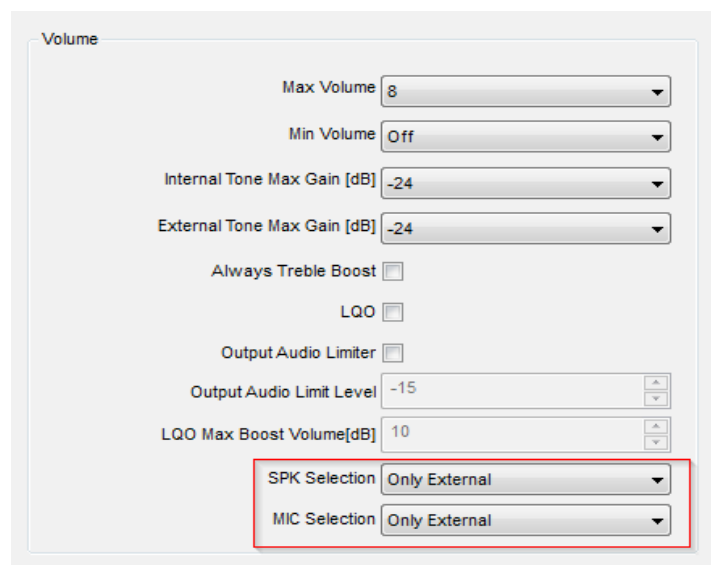 Volume
Max Volume 8
Min Volume Off
Internal Tone Max Gain [dB] -24
External Tone Max Gain [dB] -24
Always Treble Boost
LQO
Output Audio Limiter
Output Audio Limit Level -15
LQO Max Boost Volume[dB] 10
SPK Selection Only External
MIC Selection Only External